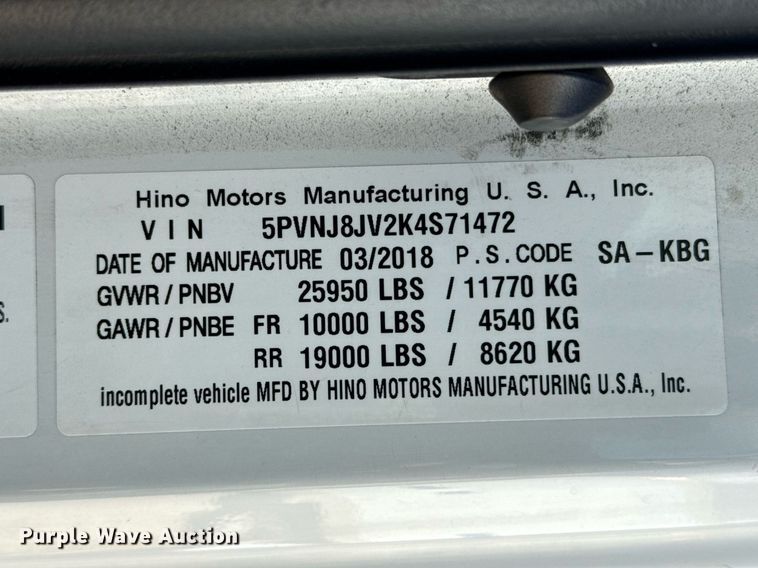 Hino Motors Manufacturing U. S. A., Inc.
VIN 5PVNJ8JV2K4S71472
DATE OF MANUFACTURE 03/2018 P.S.CODE SA-KBG
GVWR/PNBV 25950 LBS / 11770 KG
GAWR/PNBE FR 10000 LBS / 4540 KG
RR 19000 LBS / 8620 KG
incomplete vehicle MFD BY HINO MOTORS MANUFACTURING U.S.A., Inc.
Purple Wave Auction